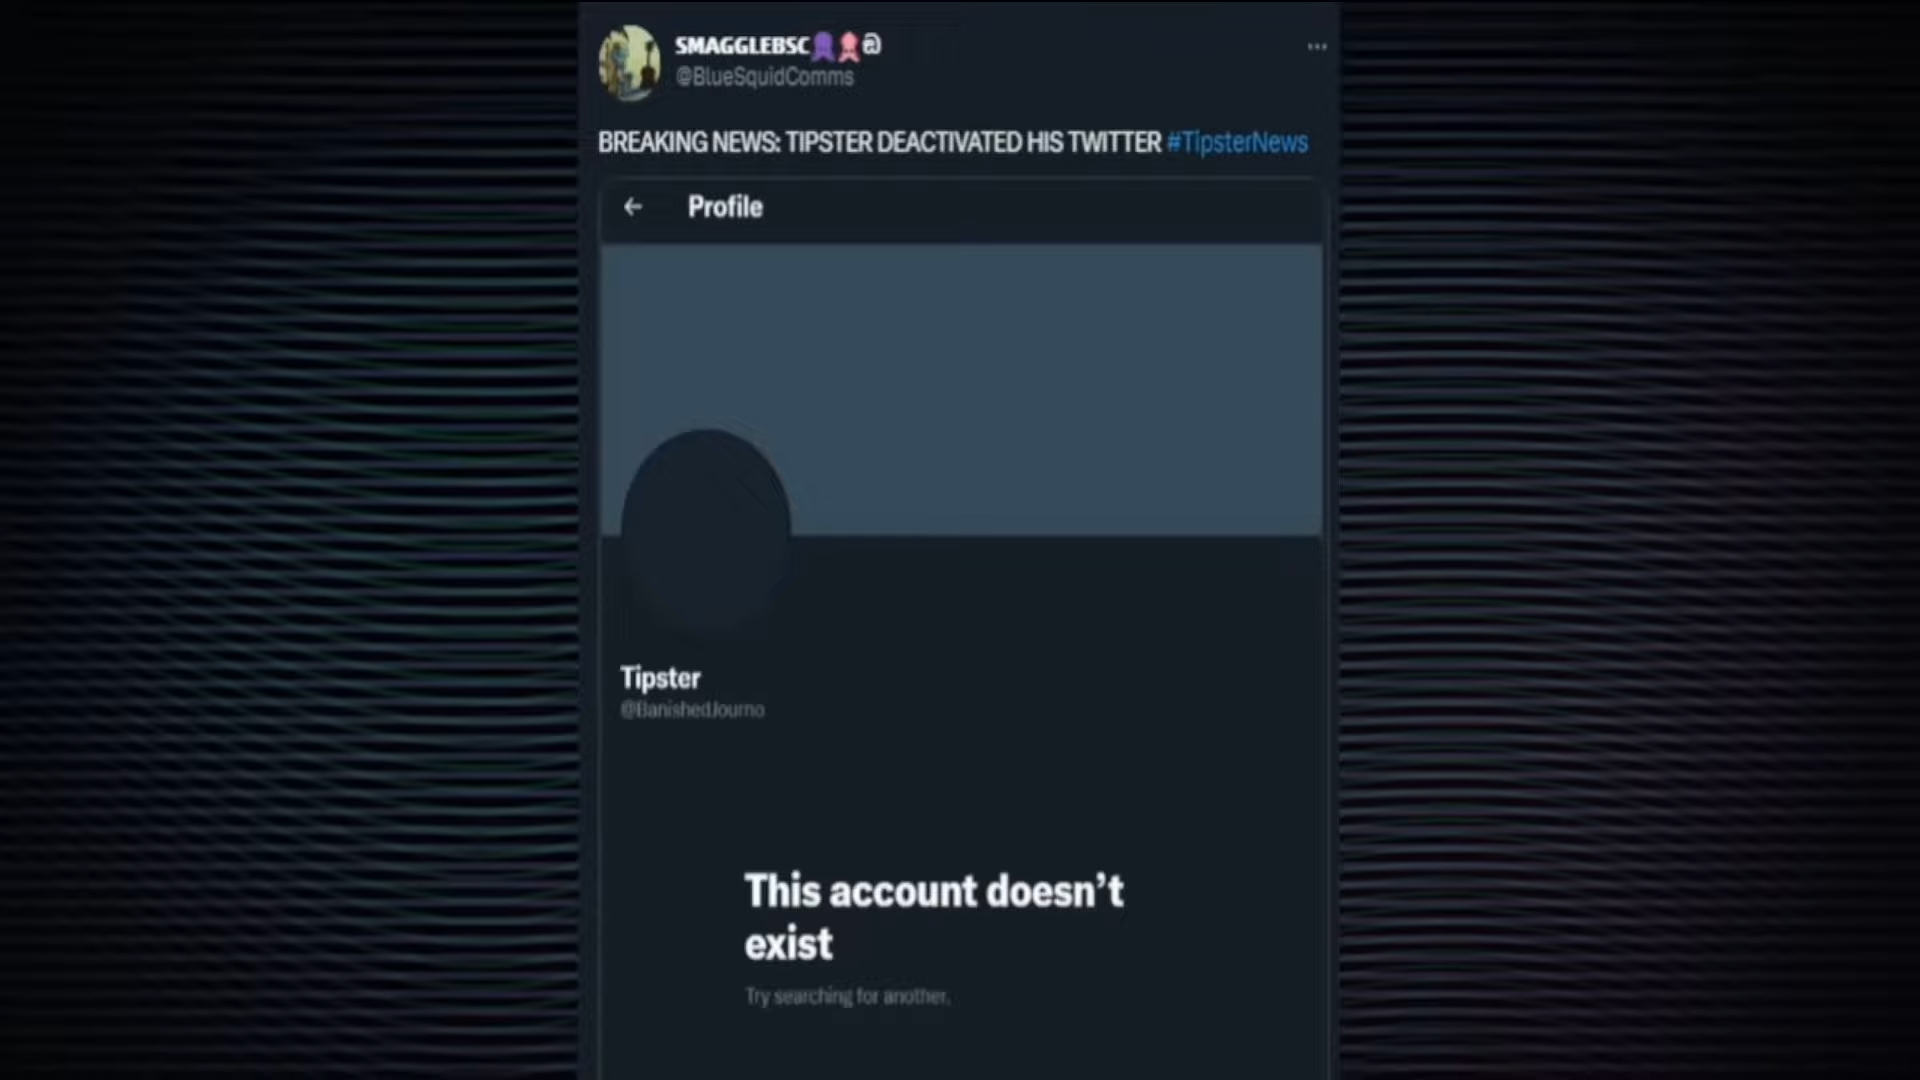 SMAGGLEBSC
@BlueSquidComms
BREAKING NEWS: TIPSTER DEACTIVATED HIS TWITTER #TipsterNews
Profile
Tipster
@BanishedJourno
This account doesn’t
exist
Try searching for another.